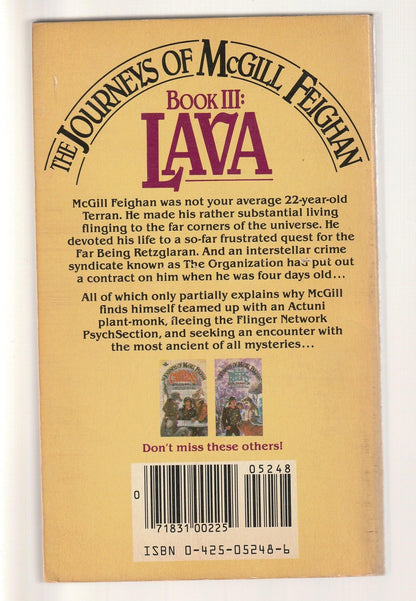 THE JOURNEYS OF MCGILL FEIGHAN
BOOK III:
LAVA
McGill Feighan was not your average 22-year-old
Terran. He made his rather substantial living
flinging to the far corners of the universe. He
devoted his life to a so-far frustrated quest for the
Far Being Retzglaran. And an interstellar crime
syndicate known as The Organization had put out
a contract on him when he was four days old...
All of which only partially explains why McGill
finds himself teamed up with an Actuni
plant-monk, fleeing the Flinger Network
PsychSection, and seeking an encounter with
the most ancient of all mysteries...
Don't miss these others!
05248
0
71831 00225
ISBN 0-425-05248-6